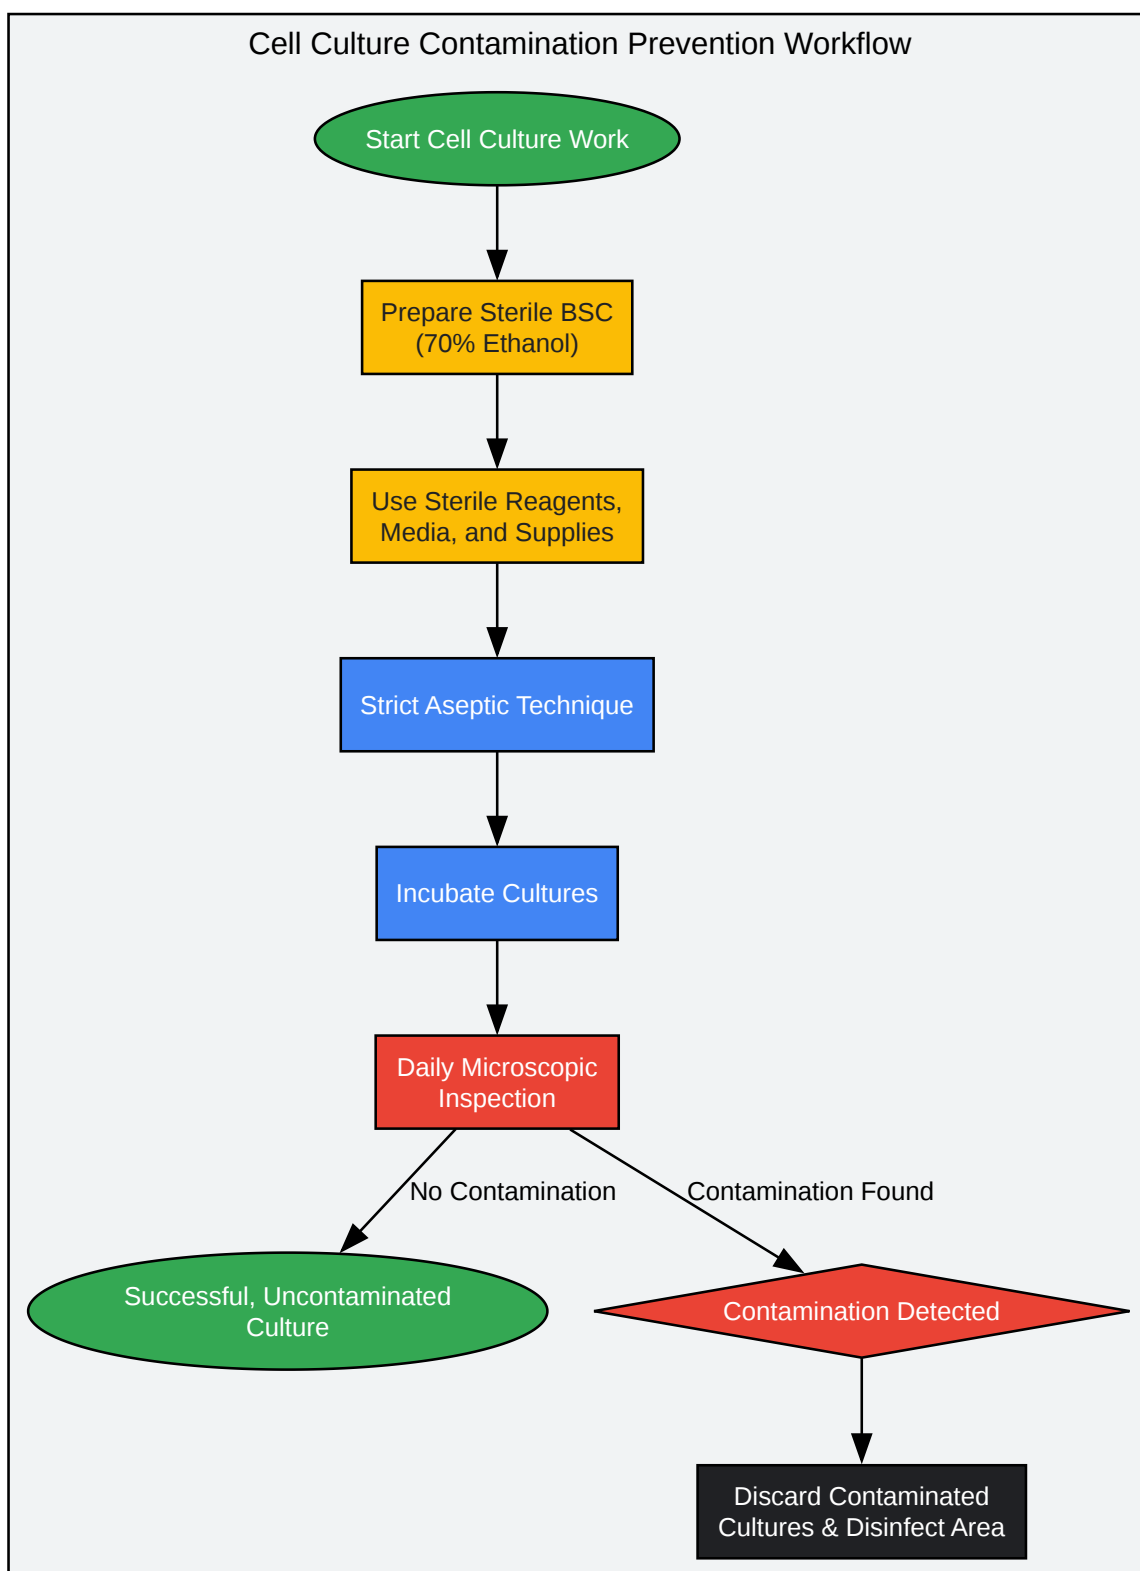 Cell Culture Contamination Prevention Workflow
Start Cell Culture Work
Prepare Sterile BSC
(70% Ethanol)
Use Sterile Reagents,
Media, and Supplies
Strict Aseptic Technique
Incubate Cultures
Daily Microscopic
Inspection
No Contamination
Contamination Found
Successful, Uncontaminated
Culture
Contamination Detected
Discard Contaminated
Cultures & Disinfect Area